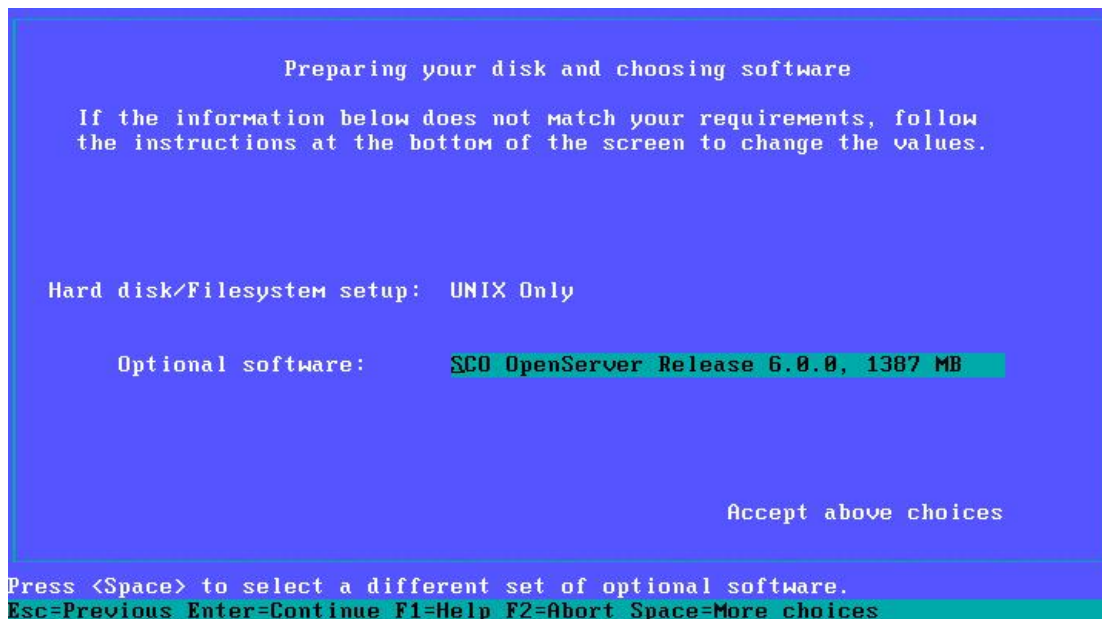 Preparing your disk and choosing software
If the information below does not match your requirements, follow
the instructions at the bottom of the screen to change the values.
Hard disk/Filesystem setup: UNIX Only
Optional software: SCO OpenServer Release 6.0.0, 1387 MB
Accept above choices
Press <Space> to select a different set of optional software.
Esc=Previous Enter=Continue F1=Help F2=Abort Space=More choices